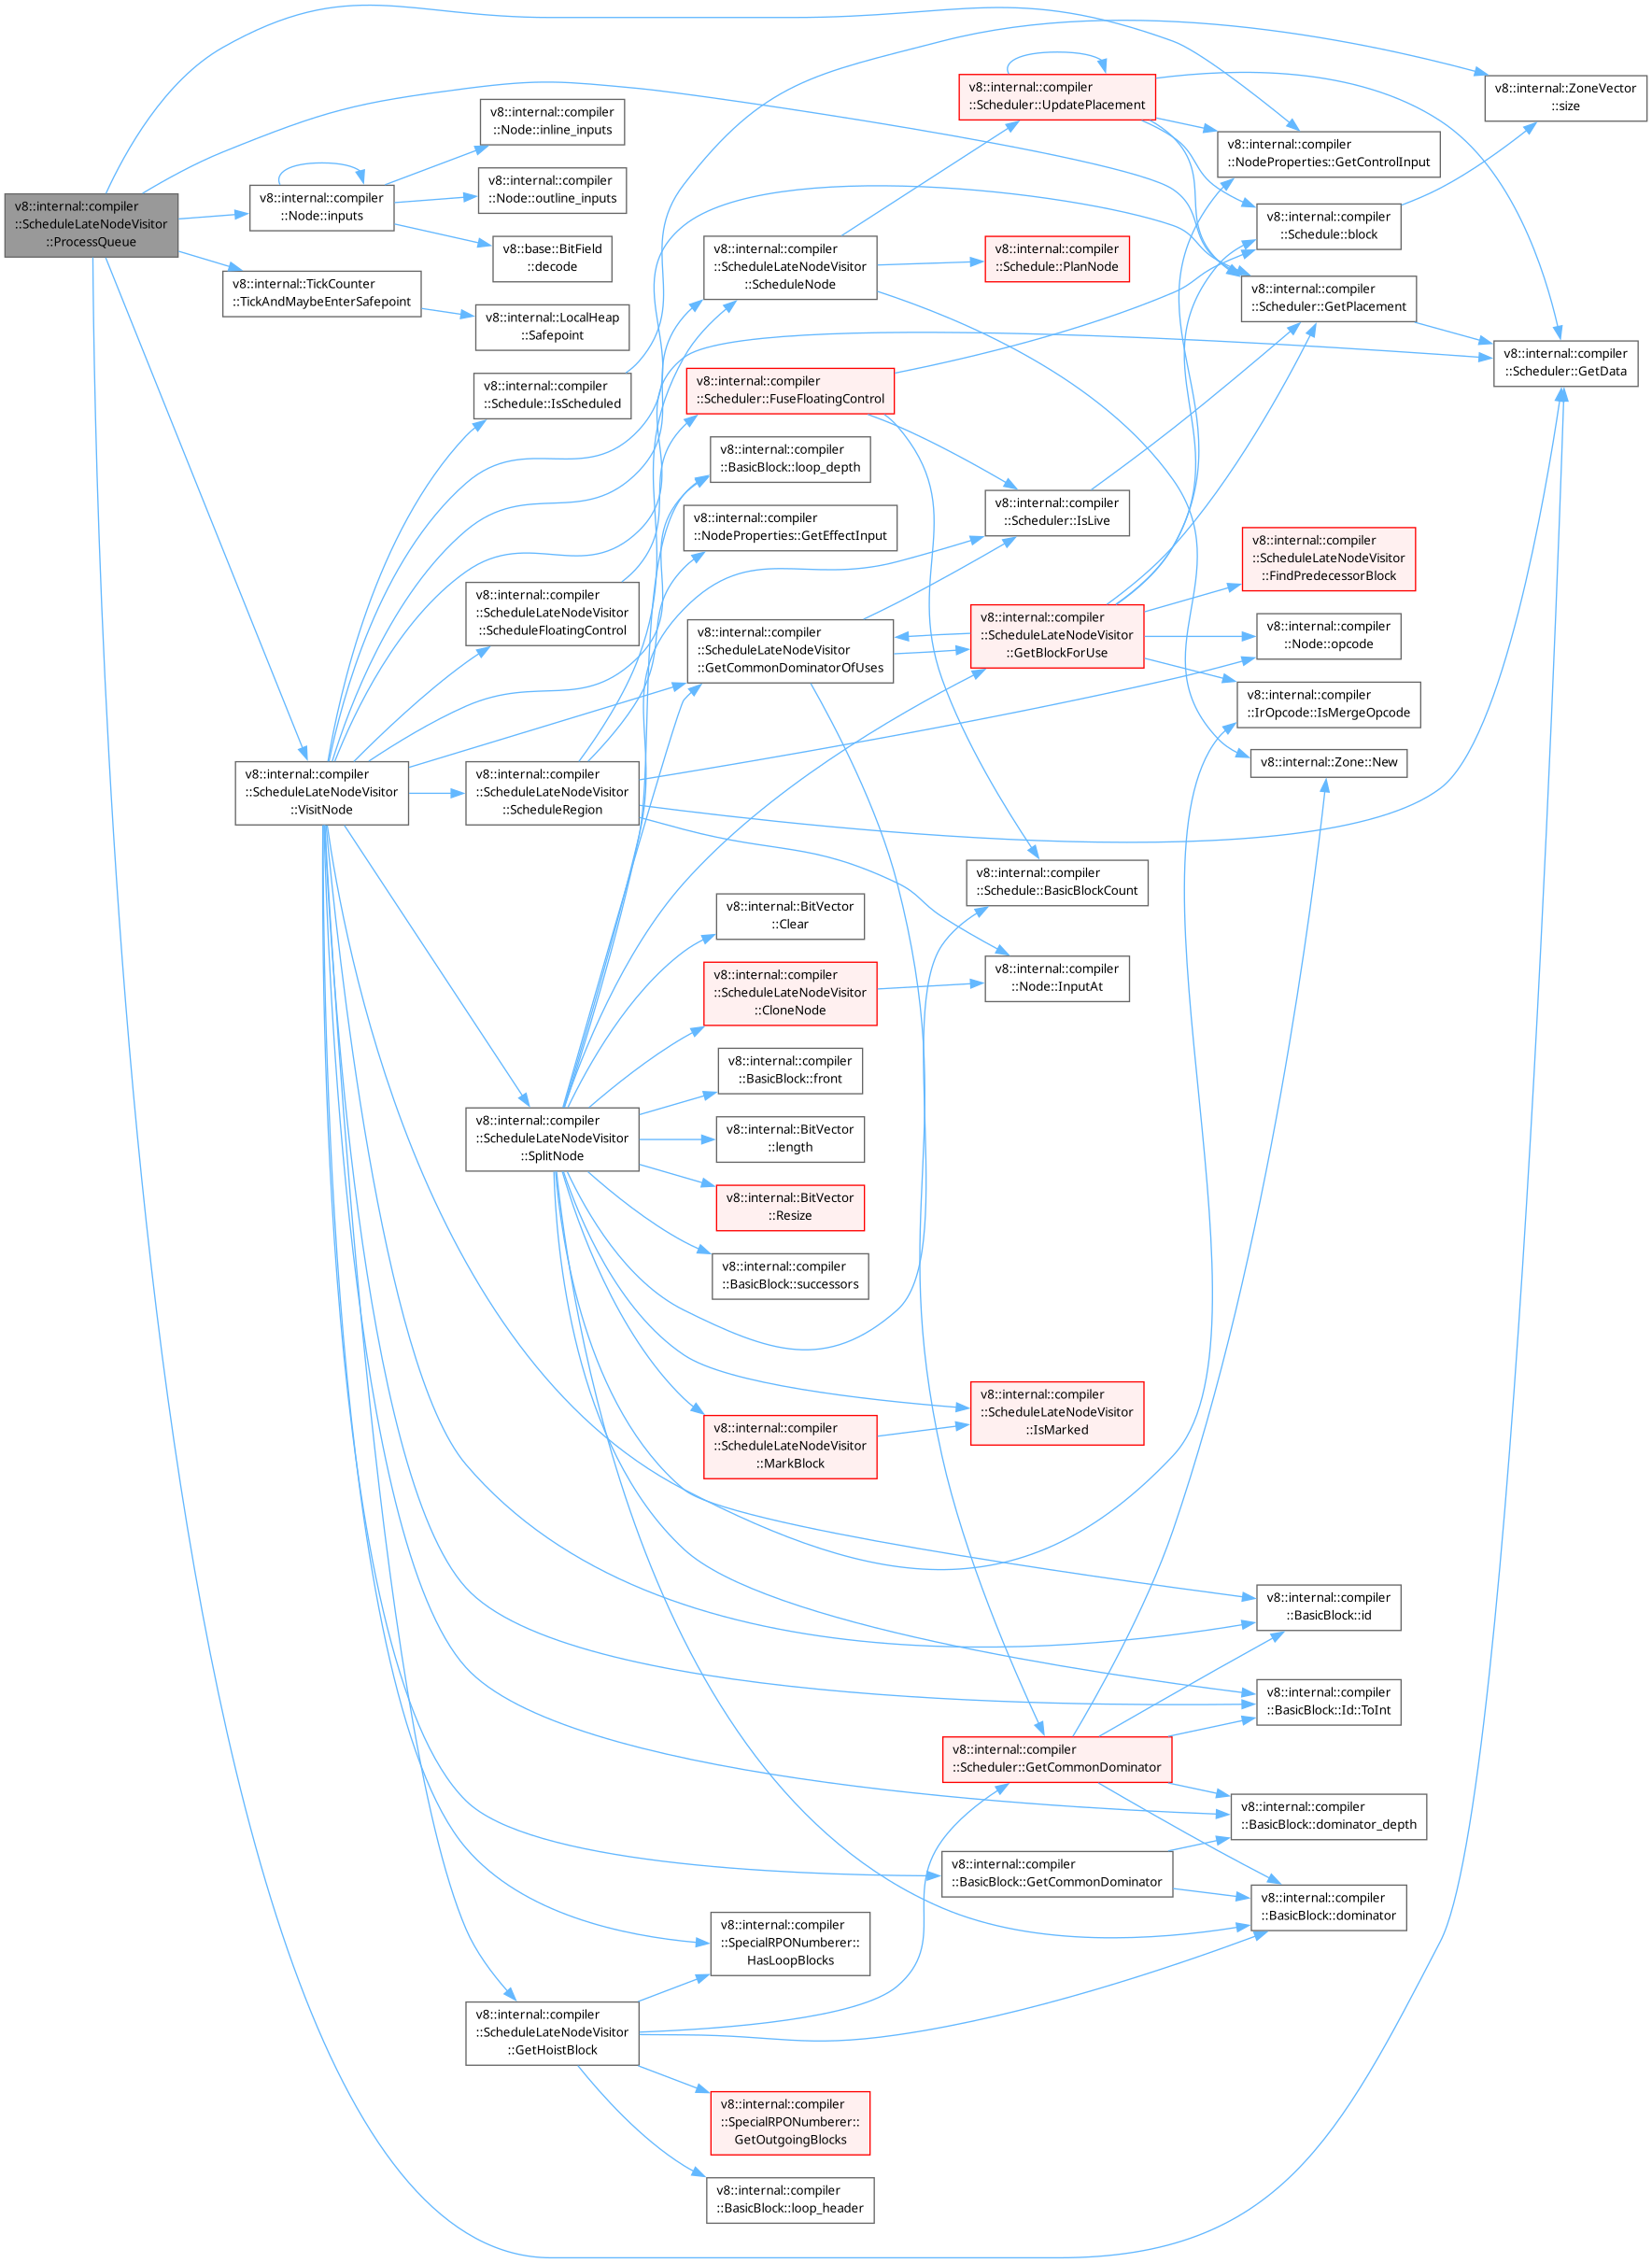 v8::internal::compiler
::ScheduleLateNodeVisitor
::ProcessQueue
v8::internal::compiler
::Node::inputs
v8::internal::TickCounter
::TickAndMaybeEnterSafepoint
v8::internal::compiler
::ScheduleLateNodeVisitor
::VisitNode
v8::internal::compiler
::Node::inline_inputs
v8::internal::compiler
::Node::outline_inputs
v8::base::BitField
::decode
v8::internal::LocalHeap
::Safepoint
v8::internal::compiler
::Schedule::IsScheduled
v8::internal::compiler
::ScheduleLateNodeVisitor
::ScheduleFloatingControl
v8::internal::compiler
::ScheduleLateNodeVisitor
::ScheduleRegion
v8::internal::compiler
::ScheduleLateNodeVisitor
::SplitNode
v8::internal::compiler
::ScheduleLateNodeVisitor
::GetHoistBlock
v8::internal::compiler
::ScheduleLateNodeVisitor
::ScheduleNode
v8::internal::compiler
::Scheduler::FuseFloatingControl
v8::internal::compiler
::BasicBlock::loop_depth
v8::internal::compiler
::NodeProperties::GetEffectInput
v8::internal::compiler
::ScheduleLateNodeVisitor
::GetCommonDominatorOfUses
v8::internal::BitVector
::Clear
v8::internal::compiler
::ScheduleLateNodeVisitor
::CloneNode
v8::internal::compiler
::BasicBlock::front
v8::internal::BitVector
::length
v8::internal::BitVector
::Resize
v8::internal::compiler
::BasicBlock::successors
v8::internal::compiler
::ScheduleLateNodeVisitor
::MarkBlock
v8::internal::compiler
::SpecialRPONumberer::
HasLoopBlocks
v8::internal::compiler
::SpecialRPONumberer::
GetOutgoingBlocks
v8::internal::compiler
::BasicBlock::loop_header
v8::internal::compiler
::Scheduler::UpdatePlacement
v8::internal::compiler
::Schedule::PlanNode
v8::internal::compiler
::Scheduler::IsLive
v8::internal::compiler
::ScheduleLateNodeVisitor
::GetBlockForUse
v8::internal::compiler
::Schedule::BasicBlockCount
v8::internal::compiler
::Node::InputAt
v8::internal::compiler
::ScheduleLateNodeVisitor
::IsMarked
v8::internal::compiler
::Scheduler::GetCommonDominator
v8::internal::compiler
::BasicBlock::GetCommonDominator
v8::internal::compiler
::NodeProperties::GetControlInput
v8::internal::compiler
::Schedule::block
v8::internal::compiler
::Scheduler::GetPlacement
v8::internal::compiler
::ScheduleLateNodeVisitor
::FindPredecessorBlock
v8::internal::compiler
::Node::opcode
v8::internal::compiler
::IrOpcode::IsMergeOpcode
v8::internal::Zone::New
v8::internal::compiler
::BasicBlock::id
v8::internal::compiler
::BasicBlock::Id::ToInt
v8::internal::compiler
::BasicBlock::dominator_depth
v8::internal::compiler
::BasicBlock::dominator
v8::internal::ZoneVector
::size
v8::internal::compiler
::Scheduler::GetData